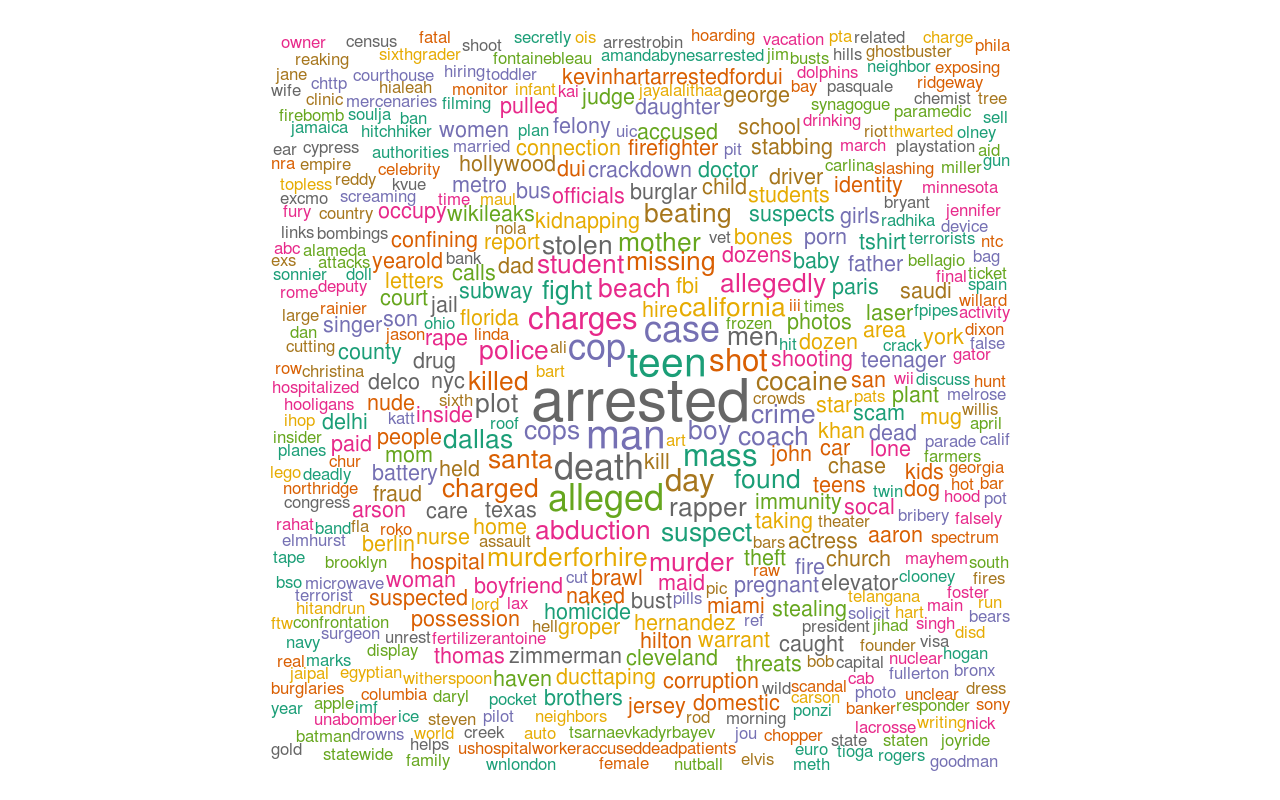 owner census fatal shoot secretly ois arrestrobin hoarding vacation pta related charge phila
reaking sixthgrader fontainebleau amandabynesarrested jim busts hills ghostbuster
jane chttp courthouse hiring toddler kevinhartarrestedfordui dolphins neighbor exposing
wife hialeah monitor infant kai jayalalithaa george bay pasquale ridgeway
clinic mercenaries filming pulled judge daughter synagogue chemist tree
firebomb soulja ban women plan felony uic accused school drinking paramedic sell
jamaica hitchhiker riot thwarted olney
ear cypress authorities married connection firefighter pit stabbing march playstation aid
nra empire celebrity hollywood dui crackdown doctor driver carlina slashing miller gun
topless reddy kvue metro bus officials burglar child students identity minnesota
excmo screaming time maul bryant
fury country occupy wikileaks kidnapping beating suspects girls radhika jennifer
links bombings nola device
abc alameda confining report stolen mother vet bones porn tshirt terrorists ntc
exs attacks yearold bank dad student missing dozens baby father bellagio bag
sonnier doll letters calls final ticket
rome deputy court subway fight beach fbi allegedly paris saudi spain
large rainier jail hire california iii times willard
singer son florida charges case frozen photos laser fpipes activity
dan ohio area dixon
cutting jason rape linda cop men hit dozen crack york false
county police ali teen shot shooting teenager gator
row christina drug bart
hospitalized delco nyc killed arrested cocaine san wii discuss hunt
hooligans nude sixth plot crowds star pats plant melrose
ihop delhi katt inside roof crime scam mug willis
insider cops man boy coach khan dead april
planes paid people dallas art parade calif
chur mom mass john car lone farmers
lego deadly battery held santa death kill chase kids georgia
northridge day found teens twin dog hot bar
congress fraud charged alleged immunity hood pot
arson care texas rapper socal bribery falsely
rahat band fla roko home abduction suspect taking theater aaron spectrum
elmhurst berlin nurse assault bars actress
tape brooklyn hospital murderforhire murder theft fire church mayhem south
bso microwave woman boyfriend cut brawl maid pic raw pregnant elevator clooney fires
terrorist suspected lord lax naked bust pills miami stealing telangana foster
hitandrun homicide solicit hart main run
ftw confrontation possession hell groper hernandez ref president jihad singh bears
navy surgeon unrest fertilizerantoine hilton warrant caught founder visa disd
real marks display thomas zimmerman cleveland threats bob capital nuclear hogan
jaipal egyptian witherspoon haven ducttaping corruption wild scandal cab fullerton bronx
burglaries columbia daryl pocket brothers jersey domestic carson photo unclear dress
year apple imf ponzi banker responder sony
unabomber ice steven pilot neighbors rod morning lacrosse writing nick
batman drowns world creek auto tsarnaevkadyrbayev jou chopper state staten joyride
gold statewide helps ushospitalworkeraccuseddeadpatients euro tioga rogers
family wnlondon female nutball elvis meth goodman